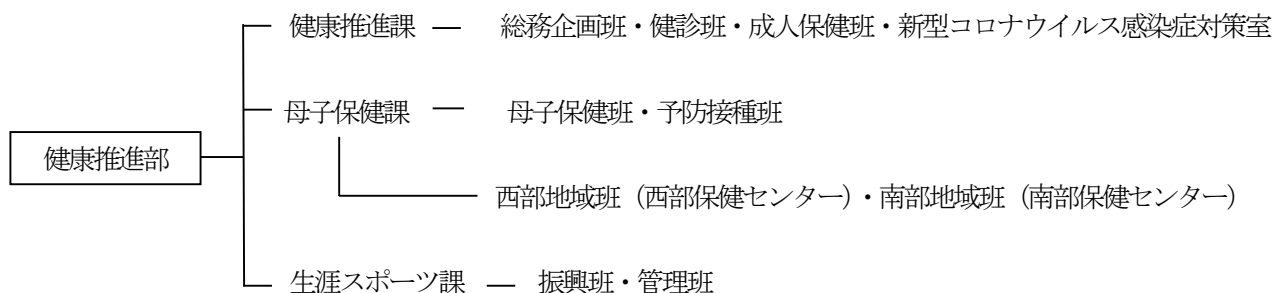 健康推進課 ― 総務企画班・健診班・成人保健班・新型コロナウイルス感染症対策室
母子保健課 ― 母子保健班・予防接種班
健康推進部
西部地域班（西部保健センター）・南部地域班（南部保健センター）
生涯スポーツ課 ― 振興班・管理班